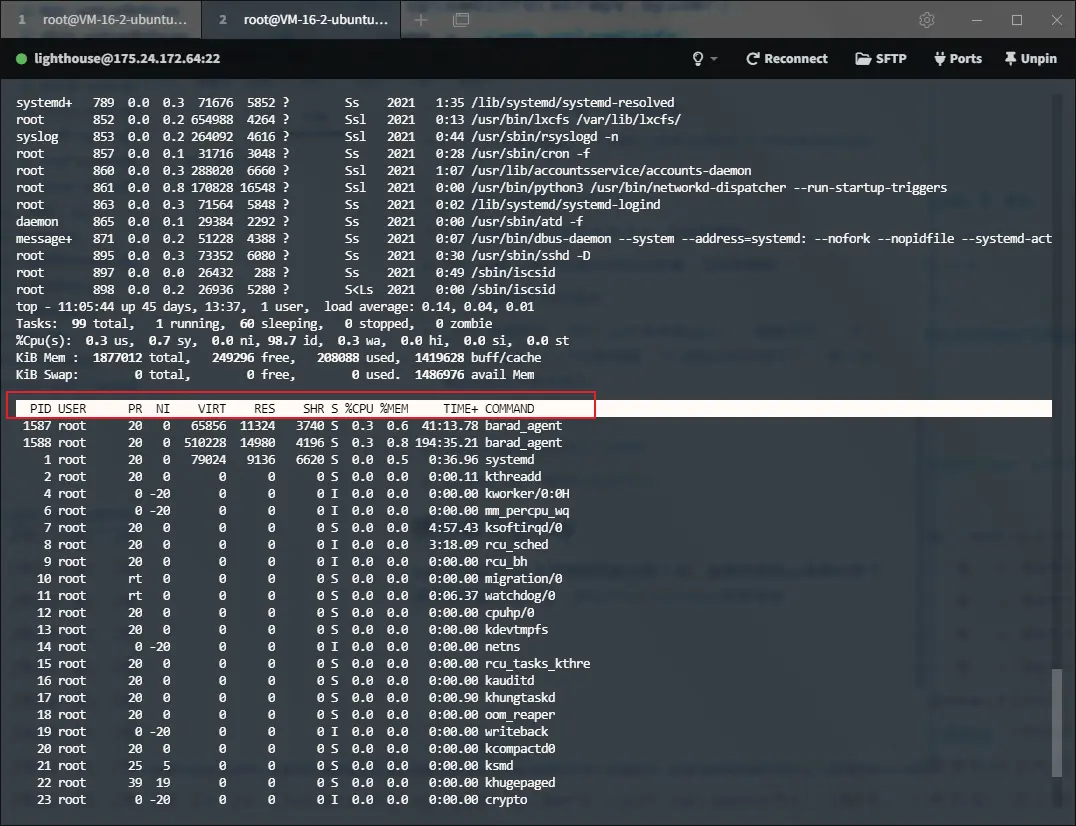 1 root@VM-16-2-ubuntu... 2 root@VM-16-2-ubuntu...
lighthouse@175.24.172.64:22 Reconnect SFTP Ports Unpin
systemd+ 789 0.0 0.3 71676 5852 ? Ss 2021 1:35 /lib/systemd/systemd-resolved
root 852 0.0 0.2 654988 4264 ? Ssl 2021 0:13 /usr/bin/lxcfs /var/lib/lxcfs/
syslog 853 0.0 0.2 264092 4616 ? Ssl 2021 0:44 /usr/sbin/rsyslogd -n
root 857 0.0 0.1 31716 3048 ? Ss 2021 0:28 /usr/sbin/cron -f
root 860 0.0 0.3 288020 6660 ? Ssl 2021 1:07 /usr/lib/accountsservice/accounts-daemon
root 861 0.0 0.8 170828 16548 ? Ssl 2021 0:00 /usr/bin/python3 /usr/bin/networkd-dispatcher --run-startup-triggers
root 863 0.0 0.3 71564 5848 ? Ss 2021 0:02 /lib/systemd/systemd-logind
daemon 865 0.0 0.1 29384 2292 ? Ss 2021 0:00 /usr/sbin/atd -f
message+ 871 0.0 0.2 51228 4388 ? Ss 2021 0:07 /usr/bin/dbus-daemon --system --address=systemd: --nofork --nopidfile --systemd-act
root 895 0.0 0.3 73352 6080 ? Ss 2021 0:30 /usr/sbin/sshd -D
root 897 0.0 0.0 26432 288 ? Ss 2021 0:49 /sbin/iscsid
root 898 0.0 0.2 26936 5280 ? S<Ls 2021 0:00 /sbin/iscsid
top - 11:05:44 up 45 days, 13:37, 1 user, load average: 0.14, 0.04, 0.01
Tasks: 99 total, 1 running, 60 sleeping, 0 stopped, 0 zombie
%Cpu(s): 0.3 us, 0.7 sy, 0.0 ni, 98.7 id, 0.3 wa, 0.0 hi, 0.0 si, 0.0 st
KiB Mem : 1877012 total, 249296 free, 208088 used, 1419628 buff/cache
KiB Swap: 0 total, 0 free, 0 used. 1486976 avail Mem
PID USER PR NI VIRT RES SHR S %CPU %MEM TIME+ COMMAND
1587 root 20 0 65856 11324 3740 S 0.3 0.6 41:13.78 barad_agent
1588 root 20 0 510228 14980 4196 S 0.3 0.8 194:35.21 barad_agent
1 root 20 0 79024 9136 6620 S 0.0 0.5 0:36.96 systemd
2 root 20 0 0 0 0 S 0.0 0.0 0:00.11 kthreadd
4 root 0 -20 0 0 0 I 0.0 0.0 0:00.00 kworker/0:0H
6 root 0 -20 0 0 0 I 0.0 0.0 0:00.00 mm_percpu_wq
7 root 20 0 0 0 0 S 0.0 0.0 4:57.43 ksoftirqd/0
8 root 20 0 0 0 0 I 0.0 0.0 3:18.09 rcu_sched
9 root 20 0 0 0 0 I 0.0 0.0 0:00.00 rcu_bh
10 root rt 0 0 0 0 S 0.0 0.0 0:00.00 migration/0
11 root rt 0 0 0 0 S 0.0 0.0 0:06.37 watchdog/0
12 root 20 0 0 0 0 S 0.0 0.0 0:00.00 cpuhp/0
13 root 20 0 0 0 0 S 0.0 0.0 0:00.00 kdevtmpfs
14 root 0 -20 0 0 0 I 0.0 0.0 0:00.00 netns
15 root 20 0 0 0 0 S 0.0 0.0 0:00.00 rcu_tasks_kthre
16 root 20 0 0 0 0 S 0.0 0.0 0:00.00 kauditd
17 root 20 0 0 0 0 S 0.0 0.0 0:00.90 khungtaskd
18 root 20 0 0 0 0 S 0.0 0.0 0:00.00 oom_reaper
19 root 0 -20 0 0 0 I 0.0 0.0 0:00.00 writeback
20 root 20 0 0 0 0 S 0.0 0.0 0:00.00 kcompactd0
21 root 25 5 0 0 0 S 0.0 0.0 0:00.00 ksmd
22 root 39 19 0 0 0 S 0.0 0.0 0:00.00 khugepaged
23 root 0 -20 0 0 0 I 0.0 0.0 0:00.00 crypto